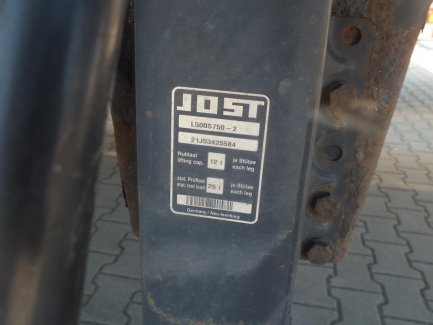 JOST
LS00S750-2
21JS3425584
Hublast je Stütze
lifting cap. 12 t each leg
stat. Prüflast je Stütze
stat. test load 25 t each leg
Germany / Neu-Isenburg